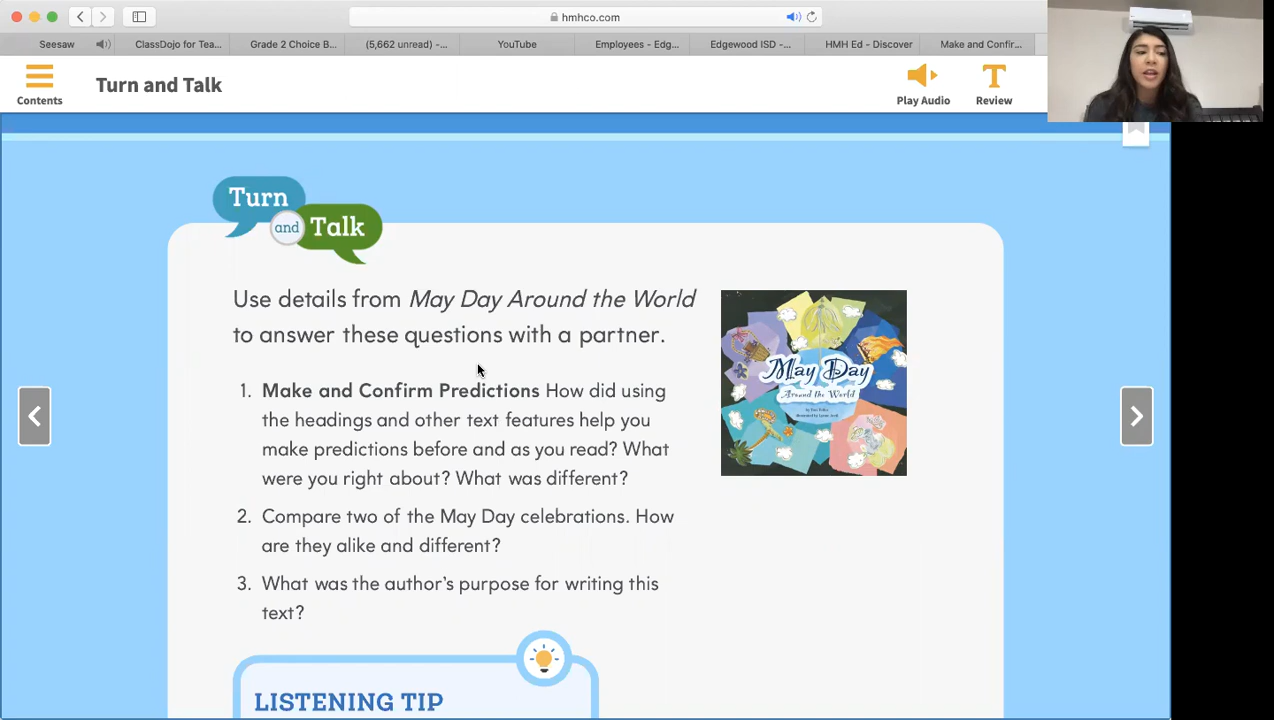 hmhco.com
Seesaw
ClassDojo for Tea...
Grade 2 Choice B...
(5,662 unread) -...
YouTube
Employees - Edg...
Edgewood ISD -...
HMH Ed - Discover
Make and Confir...
Contents
Turn and Talk
Play Audio
T
Review
Turn
and
Talk
Use details from May Day Around the World
to answer these questions with a partner.
1. Make and Confirm Predictions How did using
the headings and other text features help you
make predictions before and as you read? What
were you right about? What was different?
2. Compare two of the May Day celebrations. How
are they alike and different?
3. What was the author's purpose for writing this
text?
May Day
Around the World
LISTENING TIP